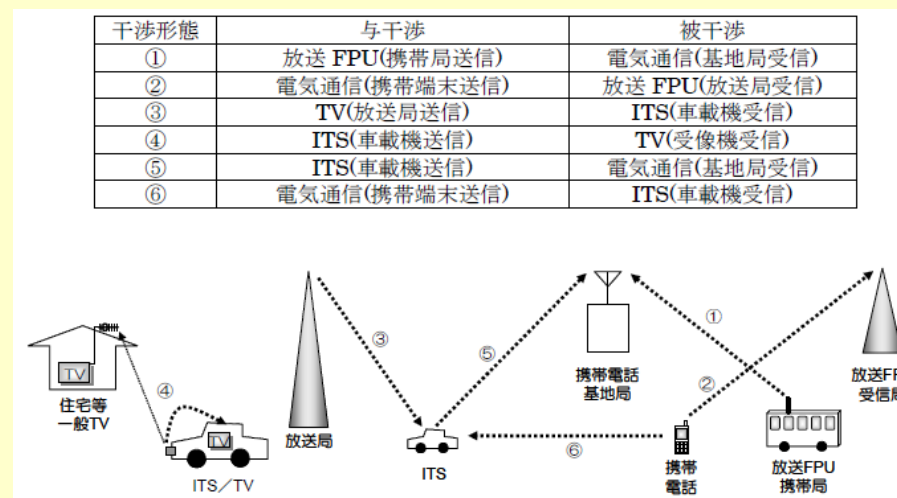 干渉形態 与干渉 被干渉
① 放送 FPU(携帯局送信) 電気通信(基地局受信)
② 電気通信(携帯端末送信) 放送 FPU(放送局受信)
③ TV(放送局送信) ITS(車載機受信)
④ ITS(車載機送信) TV(受像機受信)
⑤ ITS(車載機送信) 電気通信(基地局受信)
⑥ 電気通信(携帯端末送信) ITS(車載機受信)
①
③
⑤
②
TV
携帯電話
基地局
放送FP
受信局
住宅等
一般TV
④
TV
放送局
⑥
ITS
ITS/TV
携帯
電話
放送FPU
携帯局